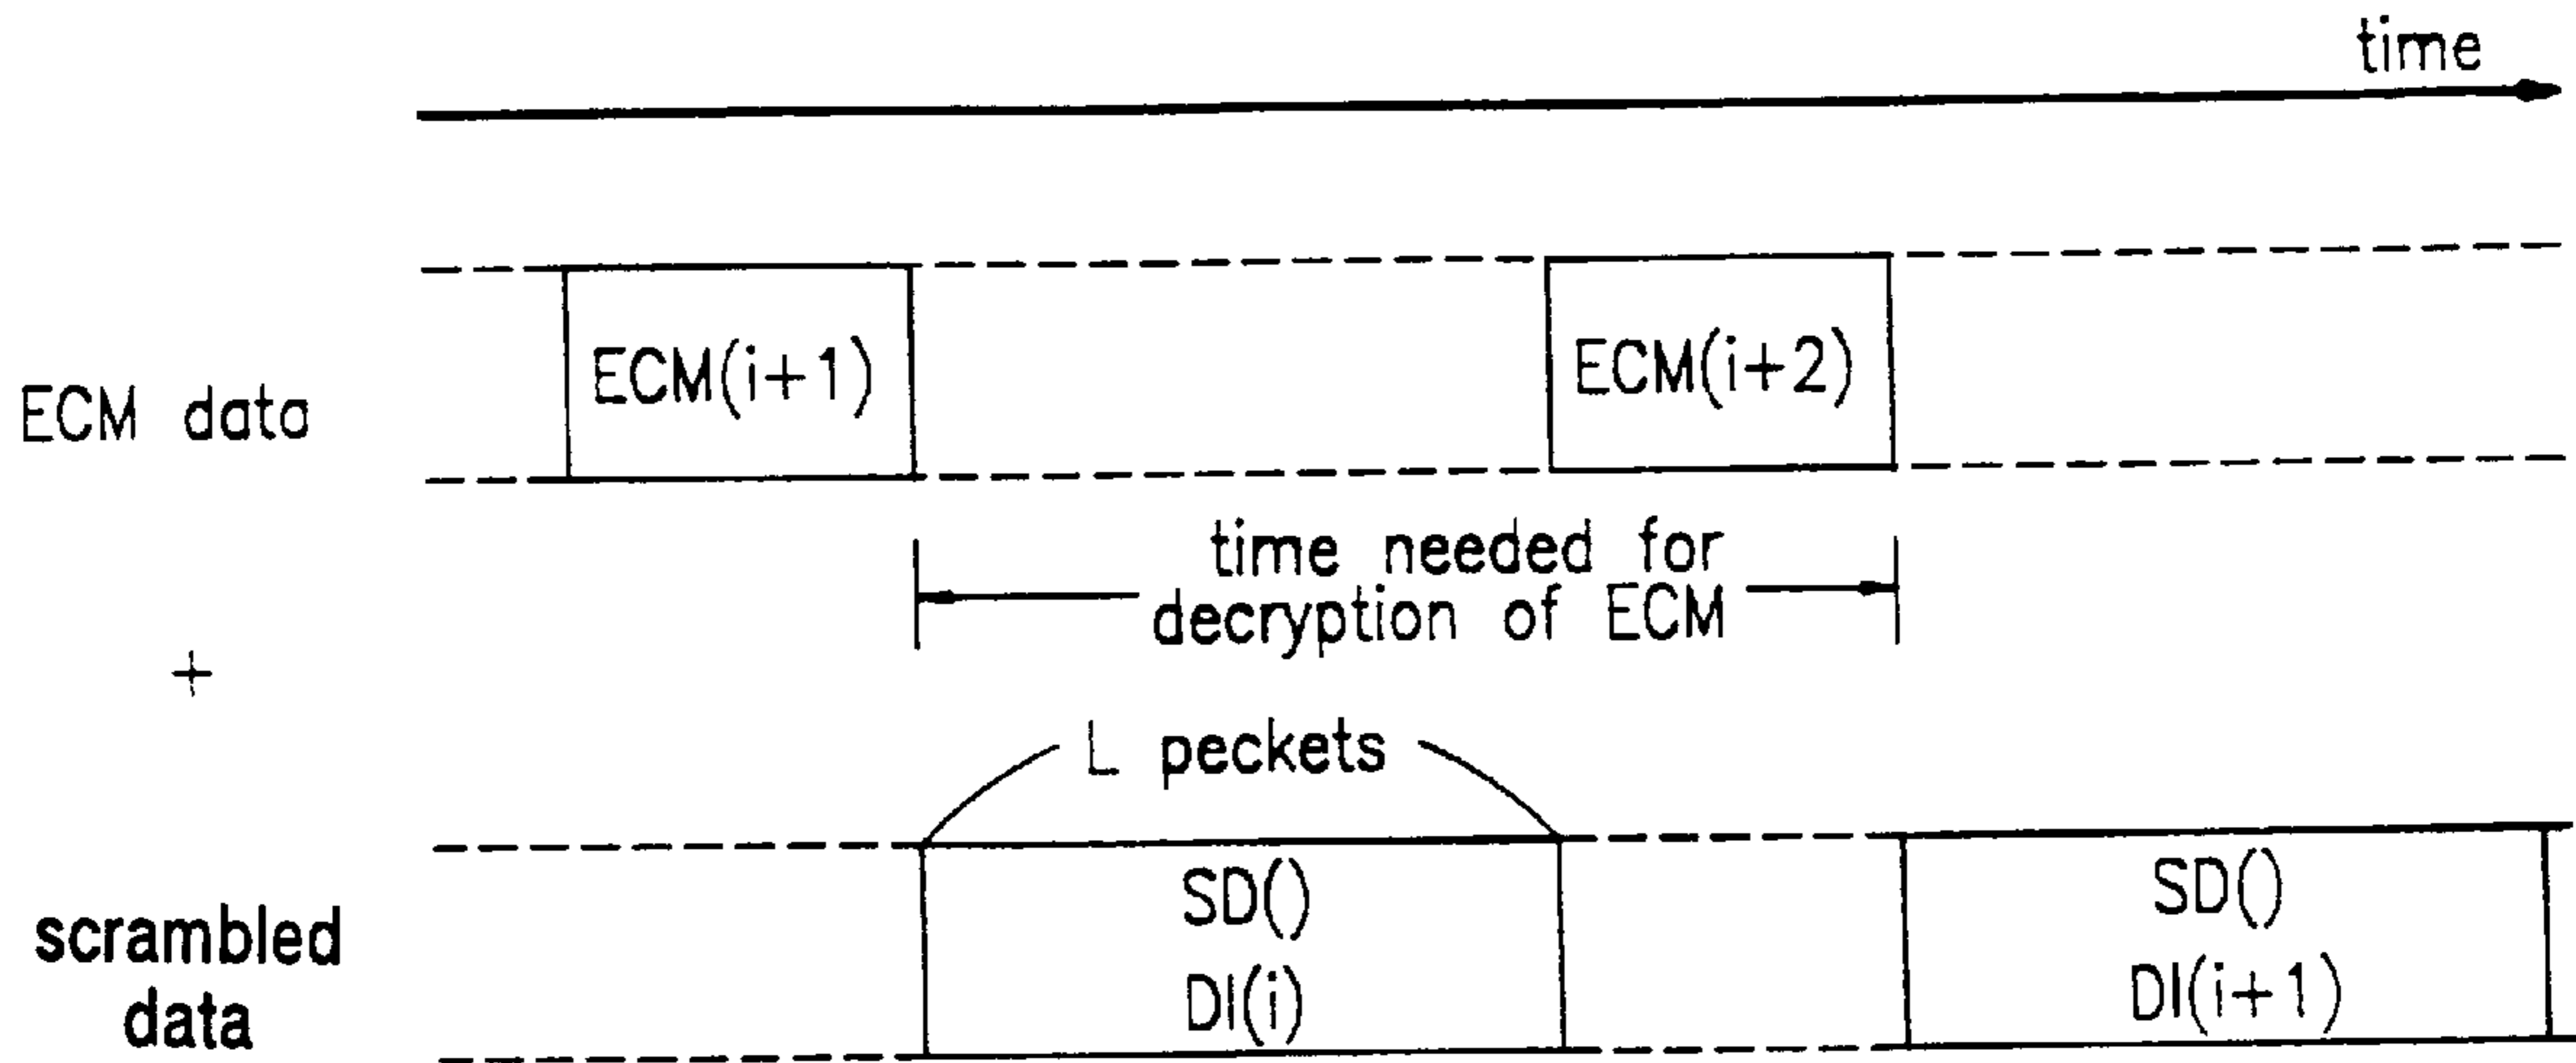 time
ECM data
ECM(i+1)
ECM(i+2)
time needed for
decryption of ECM
+
L peckets
scrambled
data
SD()
DI(i)
SD()
DI(i+1)